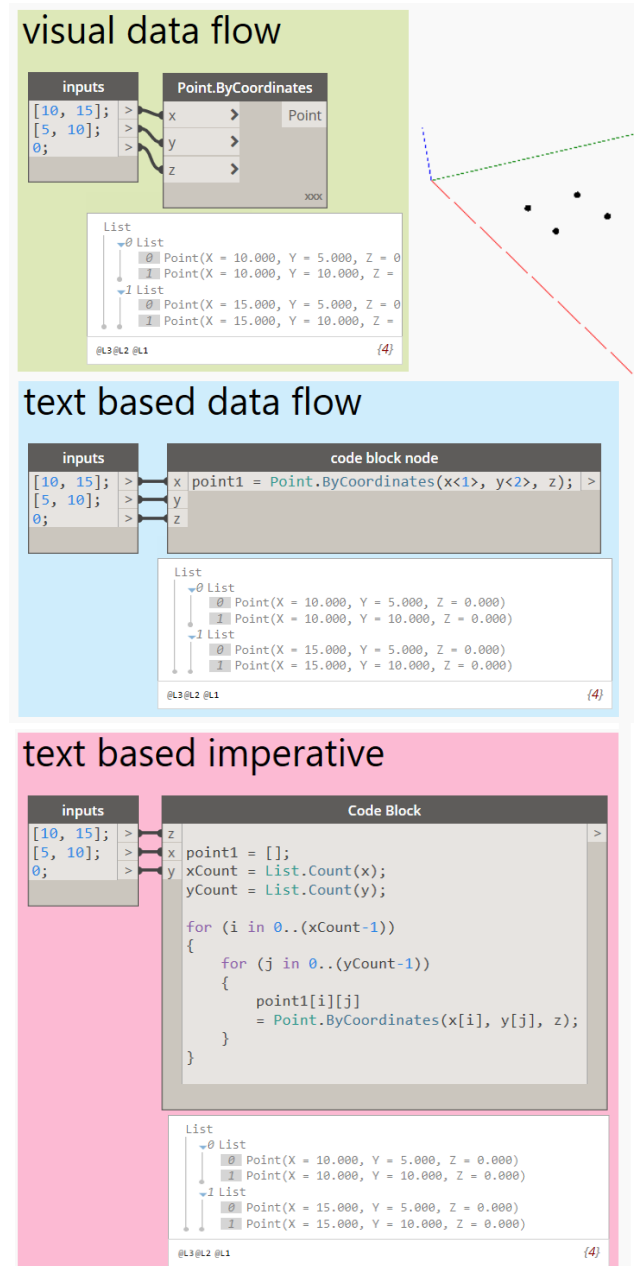 visual data flow
inputs
Point.ByCoordinates
[10, 15]; >
[5, 10]; >
0; >
x >
y >
z >
Point
xxx
List
0 List
0 Point(X = 10.000, Y = 5.000, Z = 0
1 Point(X = 10.000, Y = 10.000, Z =
1 List
0 Point(X = 15.000, Y = 5.000, Z = 0
1 Point(X = 15.000, Y = 10.000, Z =
@L3 @L2 @L1 {4}
text based data flow
inputs
code block node
[10, 15]; >
[5, 10]; >
0; >
x point1 = Point.ByCoordinates(x<1>, y<2>, z); >
y
z
List
0 List
0 Point(X = 10.000, Y = 5.000, Z = 0.000)
1 Point(X = 10.000, Y = 10.000, Z = 0.000)
1 List
0 Point(X = 15.000, Y = 5.000, Z = 0.000)
1 Point(X = 15.000, Y = 10.000, Z = 0.000)
@L3 @L2 @L1 {4}
text based imperative
inputs
Code Block
[10, 15]; >
[5, 10]; >
0; >
z >
x point1 = [];
y xCount = List.Count(x);
yCount = List.Count(y);
for (i in 0..(xCount-1))
{
for (j in 0..(yCount-1))
{
point1[i][j]
= Point.ByCoordinates(x[i], y[j], z);
}
}
List
0 List
0 Point(X = 10.000, Y = 5.000, Z = 0.000)
1 Point(X = 10.000, Y = 10.000, Z = 0.000)
1 List
0 Point(X = 15.000, Y = 5.000, Z = 0.000)
1 Point(X = 15.000, Y = 10.000, Z = 0.000)
@L3 @L2 @L1 {4}